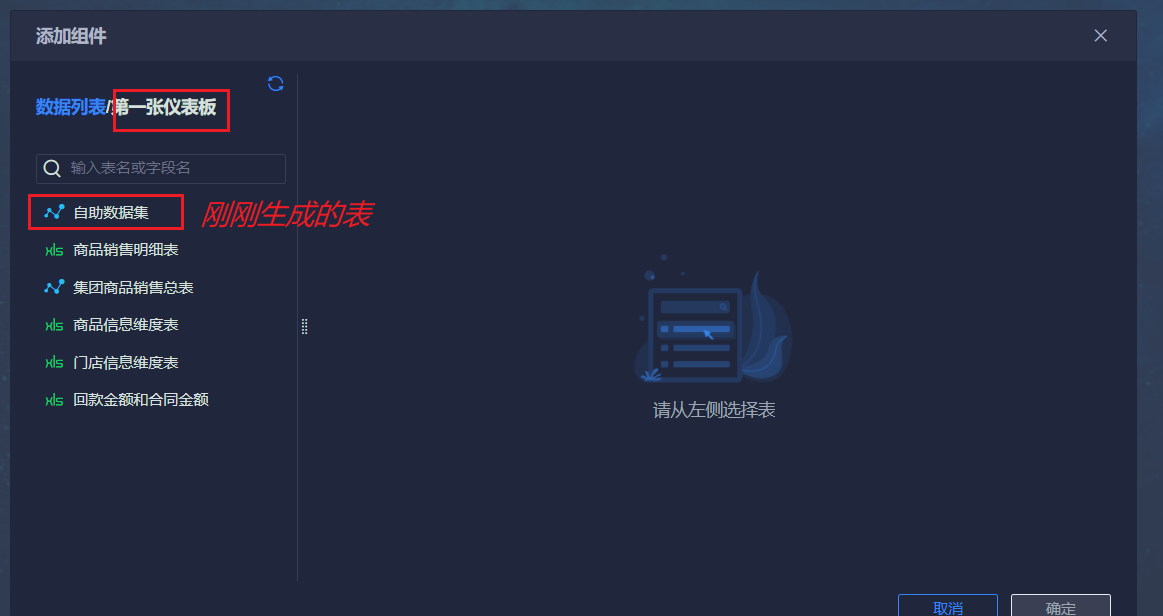 添加组件
数据列表/第一张仪表板
输入表名或字段名
自助数据集
刚刚生成的表
xls 商品销售明细表
集团商品销售总表
xls 商品信息维度表
xls 门店信息维度表
xls 回款金额和合同金额
请从左侧选择表
取消
确定